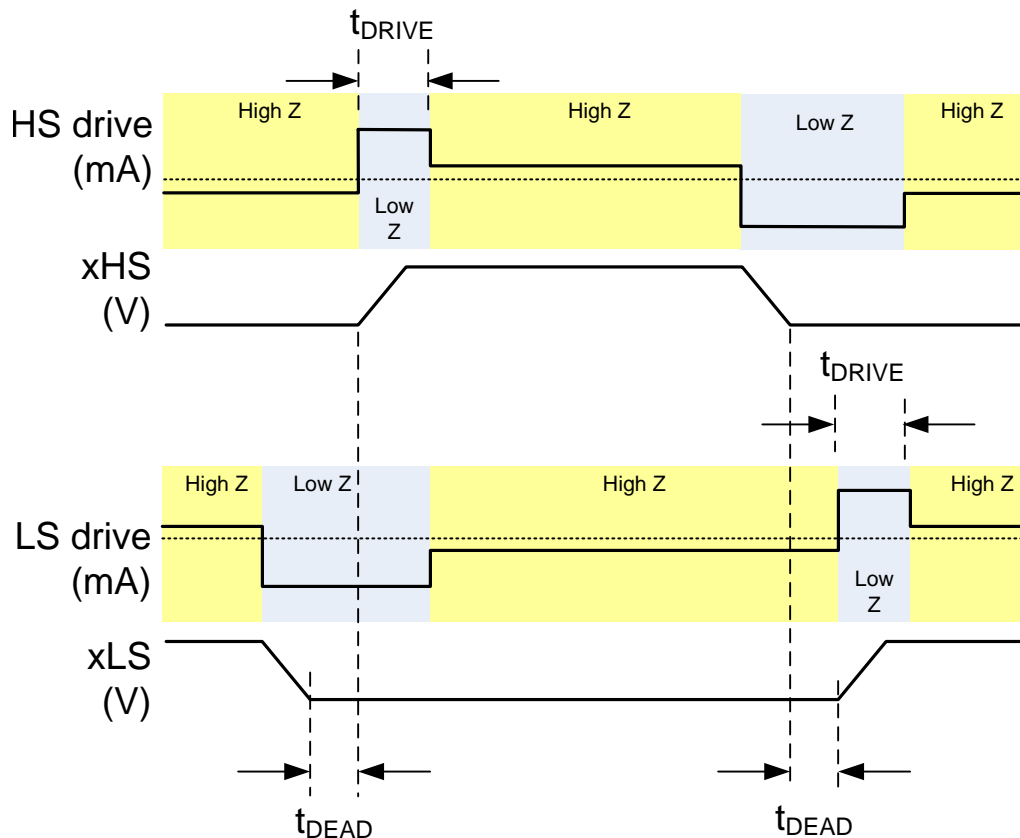 tDRIVE
High Z
High Z
Low Z
High Z
HS drive
(mA)
Low
Z
xHS
(V)
tDRIVE
High Z
Low Z
High Z
High Z
LS drive
(mA)
Low
Z
xLS
(V)
tDEAD
tDEAD